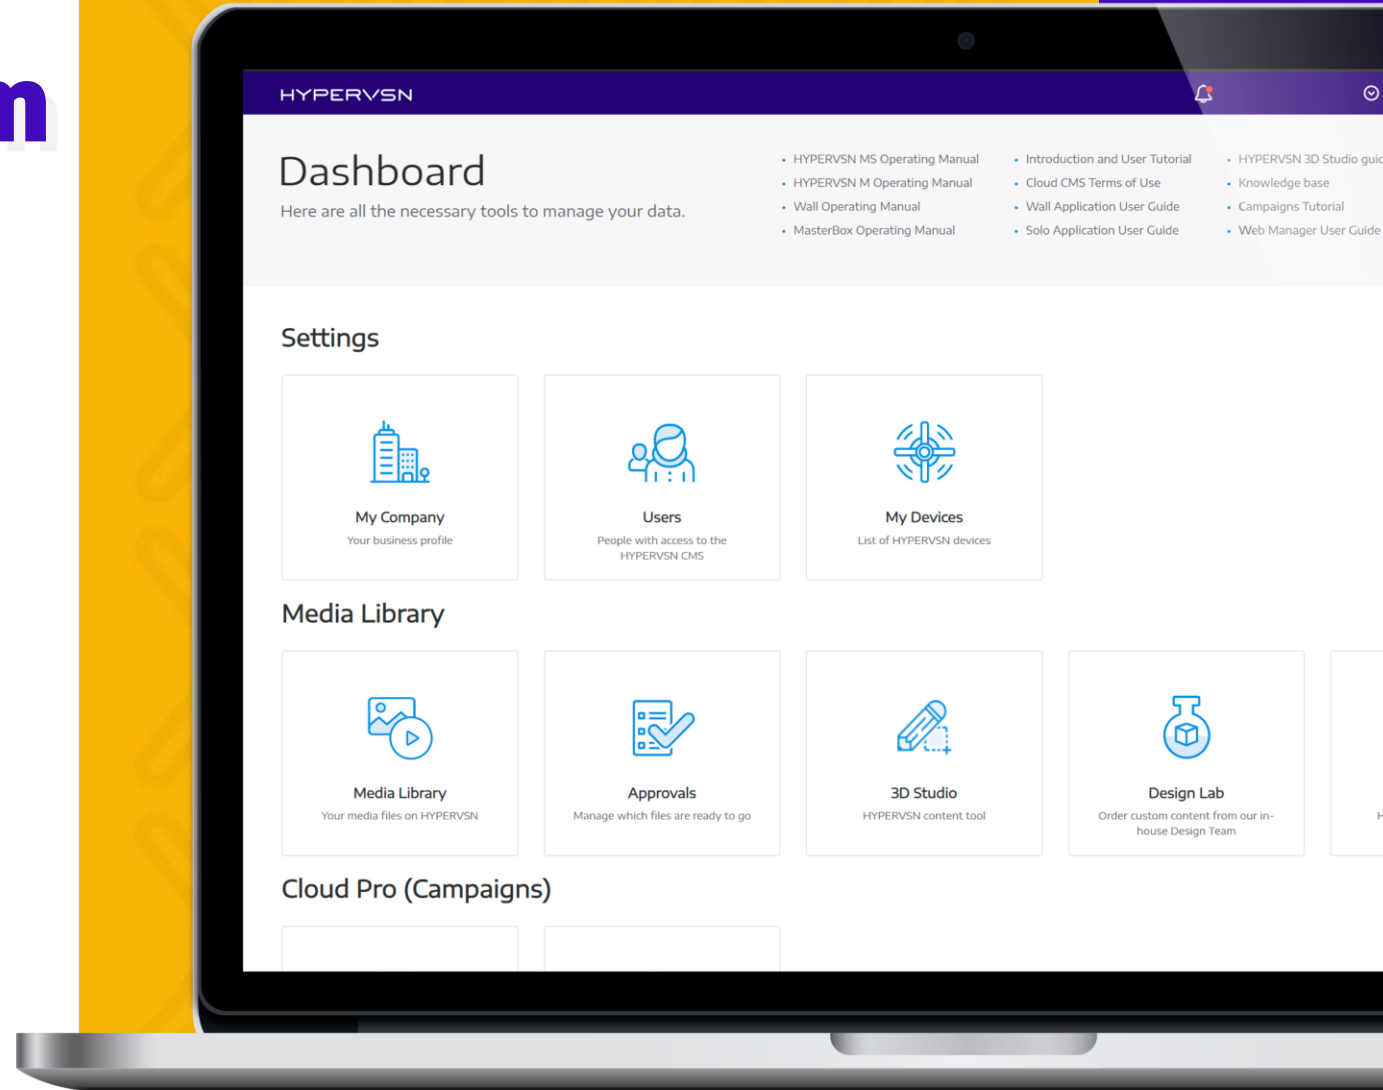 m
HYPERVSN
Dashboard
Here are all the necessary tools to manage your data.
• HYPERVSN MS Operating Manual
• HYPERVSN M Operating Manual
• Wall Operating Manual
• MasterBox Operating Manual
• Introduction and User Tutorial
• Cloud CMS Terms of Use
• Wall Application User Guide
• Solo Application User Guide
• HYPERVSN 3D Studio guid
• Knowledge base
• Campaigns Tutorial
• Web Manager User Guide
Settings
My Company
Your business profile
Users
People with access to the
HYPERVSN CMS
My Devices
List of HYPERVSN devices
Media Library
Media Library
Your media files on HYPERVSN
Approvals
Manage which files are ready to go
3D Studio
HYPERVSN content tool
Design Lab
Order custom content from our in-
house Design Team
H
Cloud Pro (Campaigns)